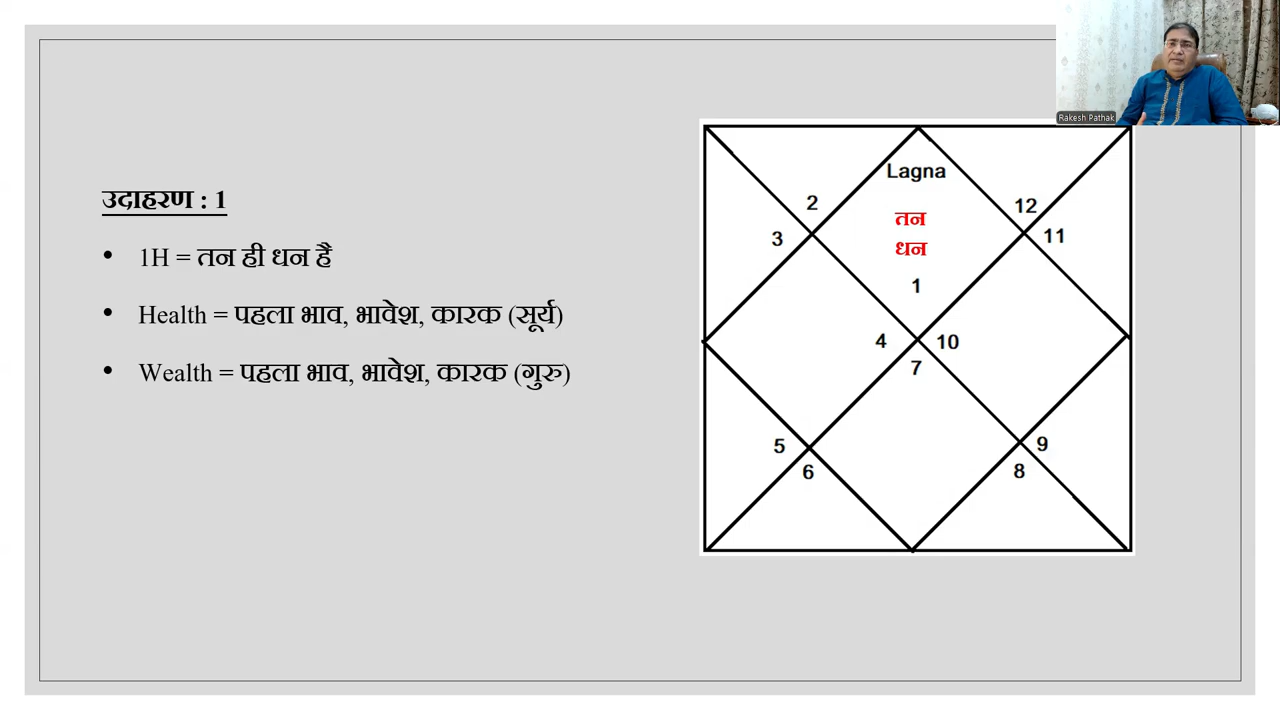 उदाहरण : 1
• 1H = तन ही धन है
• Health = पहला भाव, भावेश, कारक (सूर्य)
• Wealth = पहला भाव, भावेश, कारक (गुरु)
Rakesh Pathak
Lagna
तन
धन
1
2
12
3
11
4
10
7
5
9
6
8